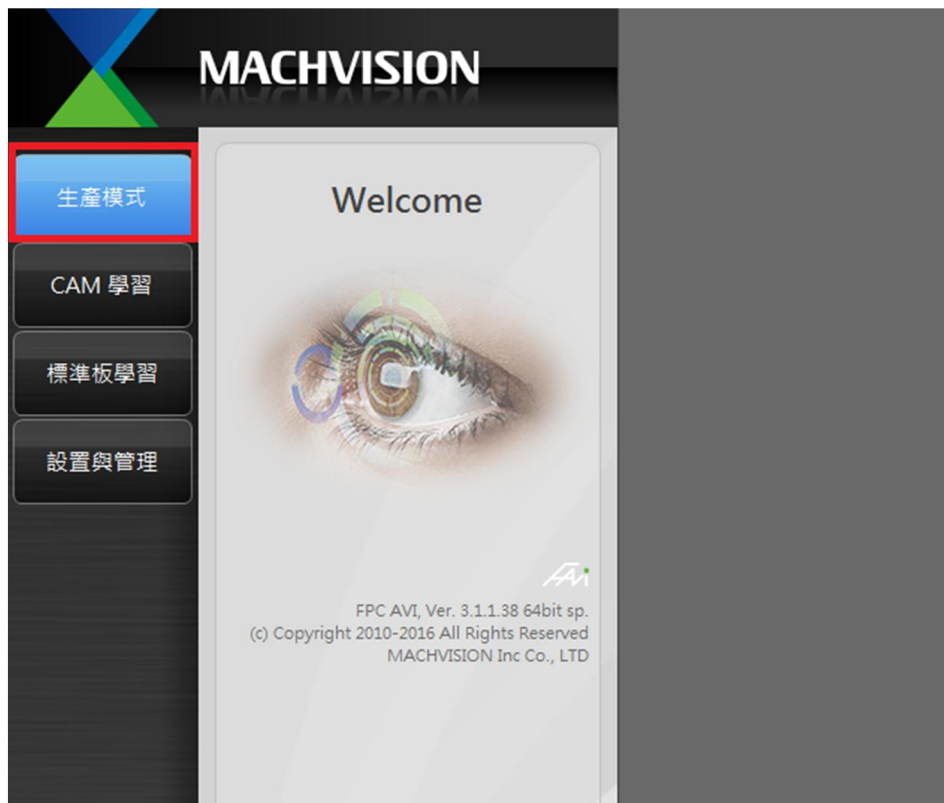 MACHVISION
生產模式
CAM 學習
標準板學習
設置與管理
Welcome
FAVi
FPC AVI, Ver. 3.1.1.38 64bit sp.
(c) Copyright 2010-2016 All Rights Reserved
MACHVISION Inc Co., LTD